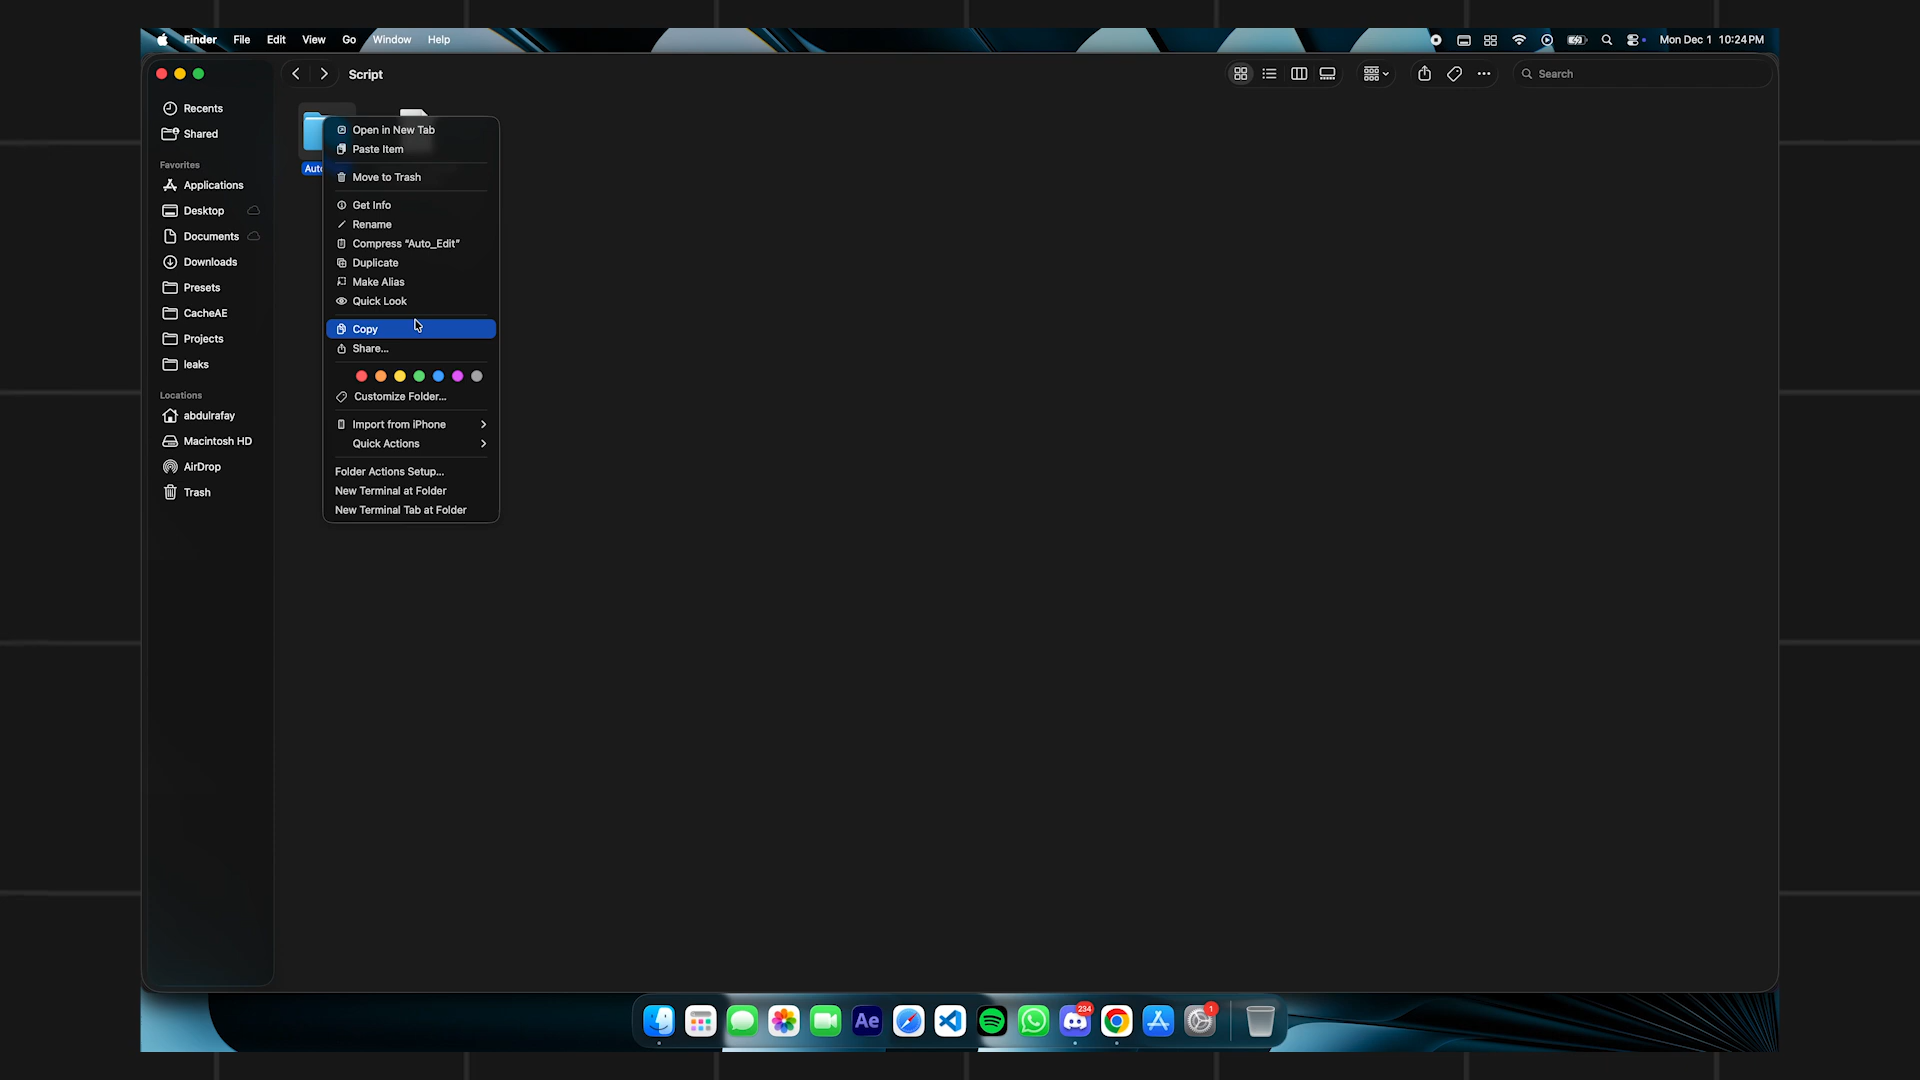 Finder File Edit View Go Window Help
Mon Dec 1 10:24 PM
Script
Search
Recents
Shared
Favorites
Applications
Desktop
Documents
Downloads
Presets
CacheAE
Projects
leaks
Locations
abdulrafay
Macintosh HD
AirDrop
Trash
Auto
Open in New Tab
Paste Item
Move to Trash
Get Info
Rename
Compress “Auto_Edit”
Duplicate
Make Alias
Quick Look
Copy
Share...
Customize Folder...
Import from iPhone
Quick Actions
Folder Actions Setup...
New Terminal at Folder
New Terminal Tab at Folder
Ae
234
1